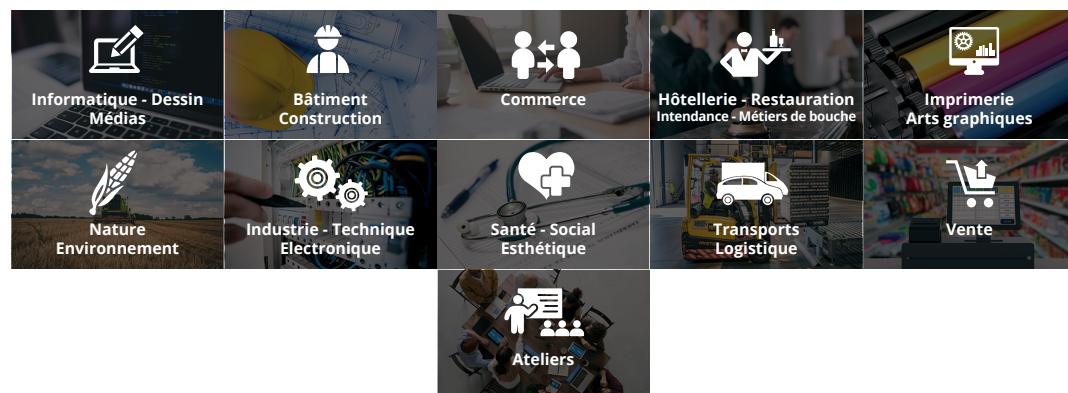 Informatique - Dessin
Médias
Bâtiment
Construction
Commerce
Hôtellerie - Restauration
Intendance - Métiers de bouche
Imprimerie
Arts graphiques
Nature
Environnement
Industrie - Technique
Electronique
Santé - Social
Esthétique
Transports
Logistique
Vente
Ateliers